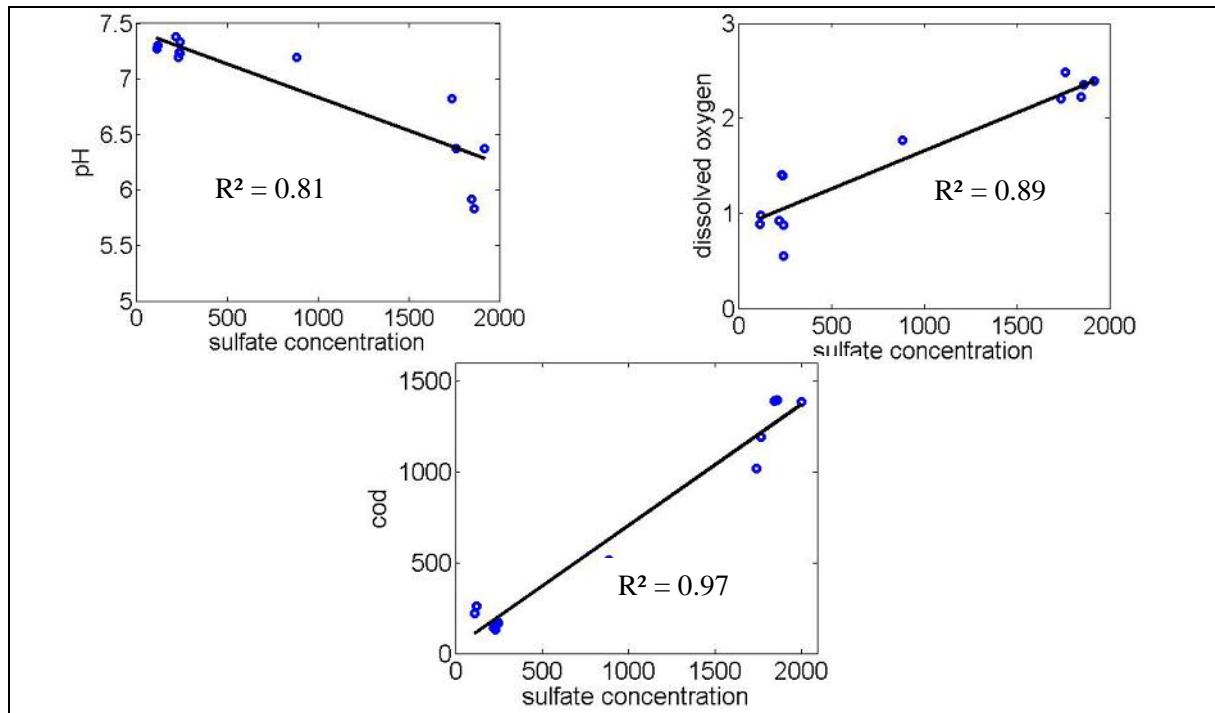 7.5
7
6.5
6
5.5
5
pH
R² = 0.81
0 500 1000 1500 2000
sulfate concentration
3
2
1
0
dissolved oxygen
R² = 0.89
0 500 1000 1500 2000
sulfate concentration
1500
1000
500
0
cod
R² = 0.97
0 500 1000 1500 2000
sulfate concentration